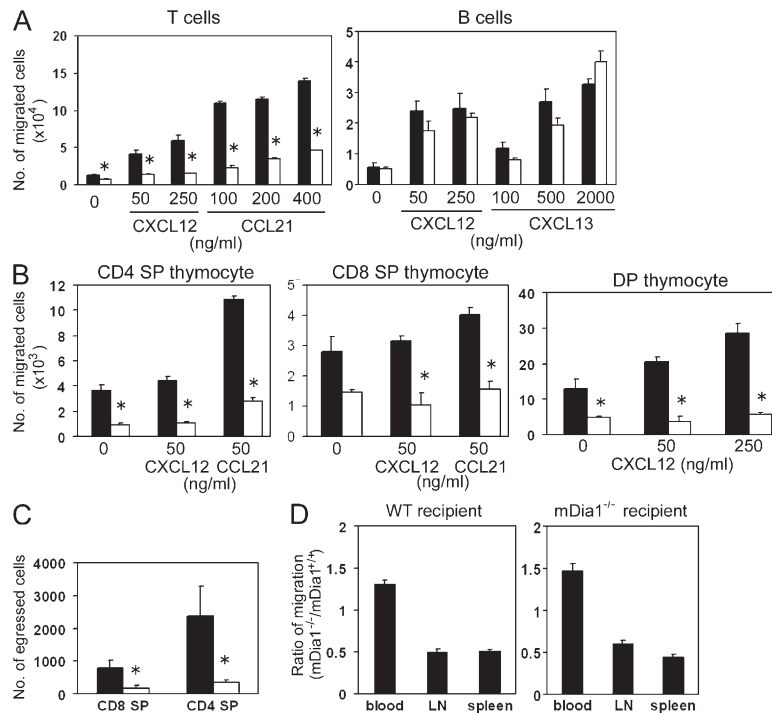 A
T cells
B cells
No. of migrated cells
(x10⁴)
20
15
10
5
0
5
4
3
2
1
0
*
*
*
*
*
*
0
50
250
100
200
400
CXCL12
CCL21
(ng/ml)
0
50
250
100
500
2000
CXCL12
CXCL13
(ng/ml)
B
CD4 SP thymocyte
CD8 SP thymocyte
DP thymocyte
No. of migrated cells
(x10³)
12
10
8
6
4
2
0
5
4
3
2
1
0
40
30
20
10
0
*
*
*
*
*
*
*
*
0
50
50
CXCL12
CCL21
(ng/ml)
0
50
50
CXCL12
CCL21
(ng/ml)
0
50
250
CXCL12 (ng/ml)
C
No. of egressed cells
4000
3000
2000
1000
0
*
*
CD8 SP
CD4 SP
D
WT recipient
mDia1⁻/⁻ recipient
Ratio of migration
(mDia1⁻/⁻/mDia1⁺/⁺)
2
1.5
1
0.5
0
blood
LN
spleen
2
1.5
1
0.5
0
blood
LN
spleen